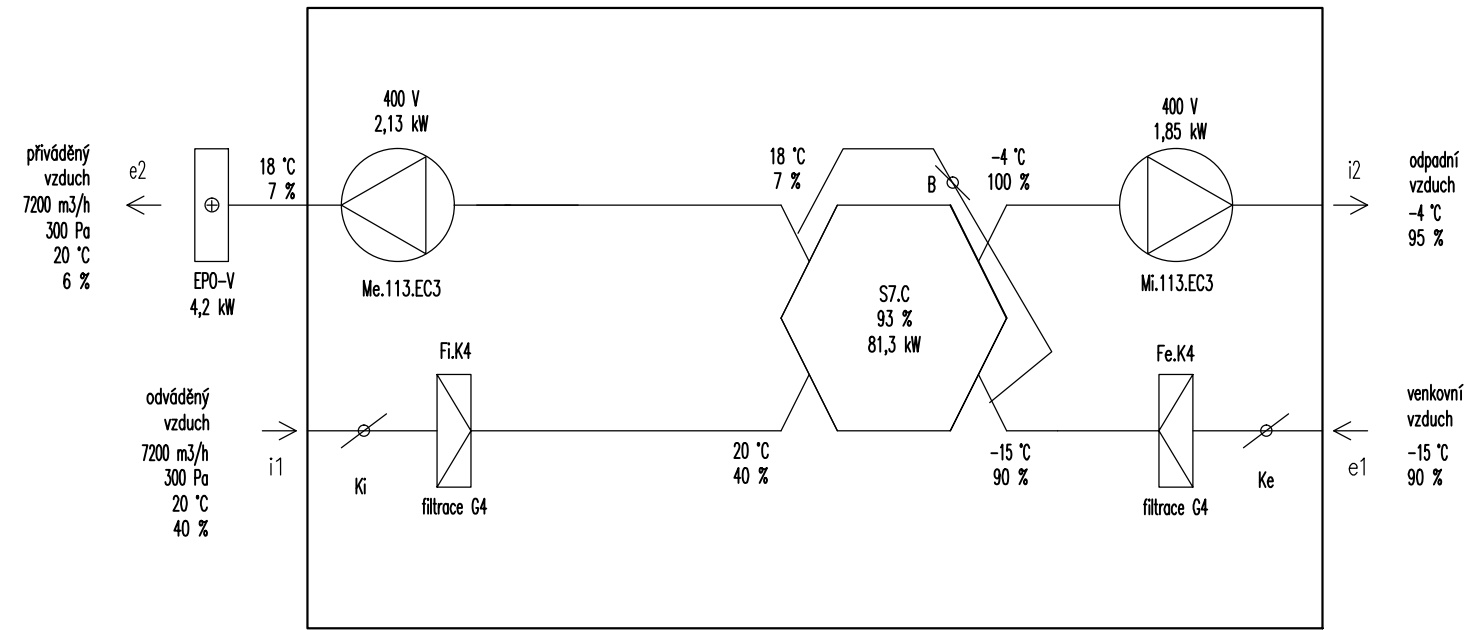 400 V
2,13 kW
400 V
1,85 kW
přiváděný
vzduch
7200 m3/h
300 Pa
20 °C
6 %
e2
18 °C
7 %
18 °C
7 %
B
-4 °C
100 %
i2
odpadní
vzduch
-4 °C
95 %
EPO-V
4,2 kW
Me.113.EC3
Mi.113.EC3
S7.C
93 %
81,3 kW
Fi.K4
Fe.K4
odváděný
vzduch
7200 m3/h
300 Pa
20 °C
40 %
i1
Ki
filtrace G4
20 °C
40 %
-15 °C
90 %
filtrace G4
Ke
e1
venkovní
vzduch
-15 °C
90 %